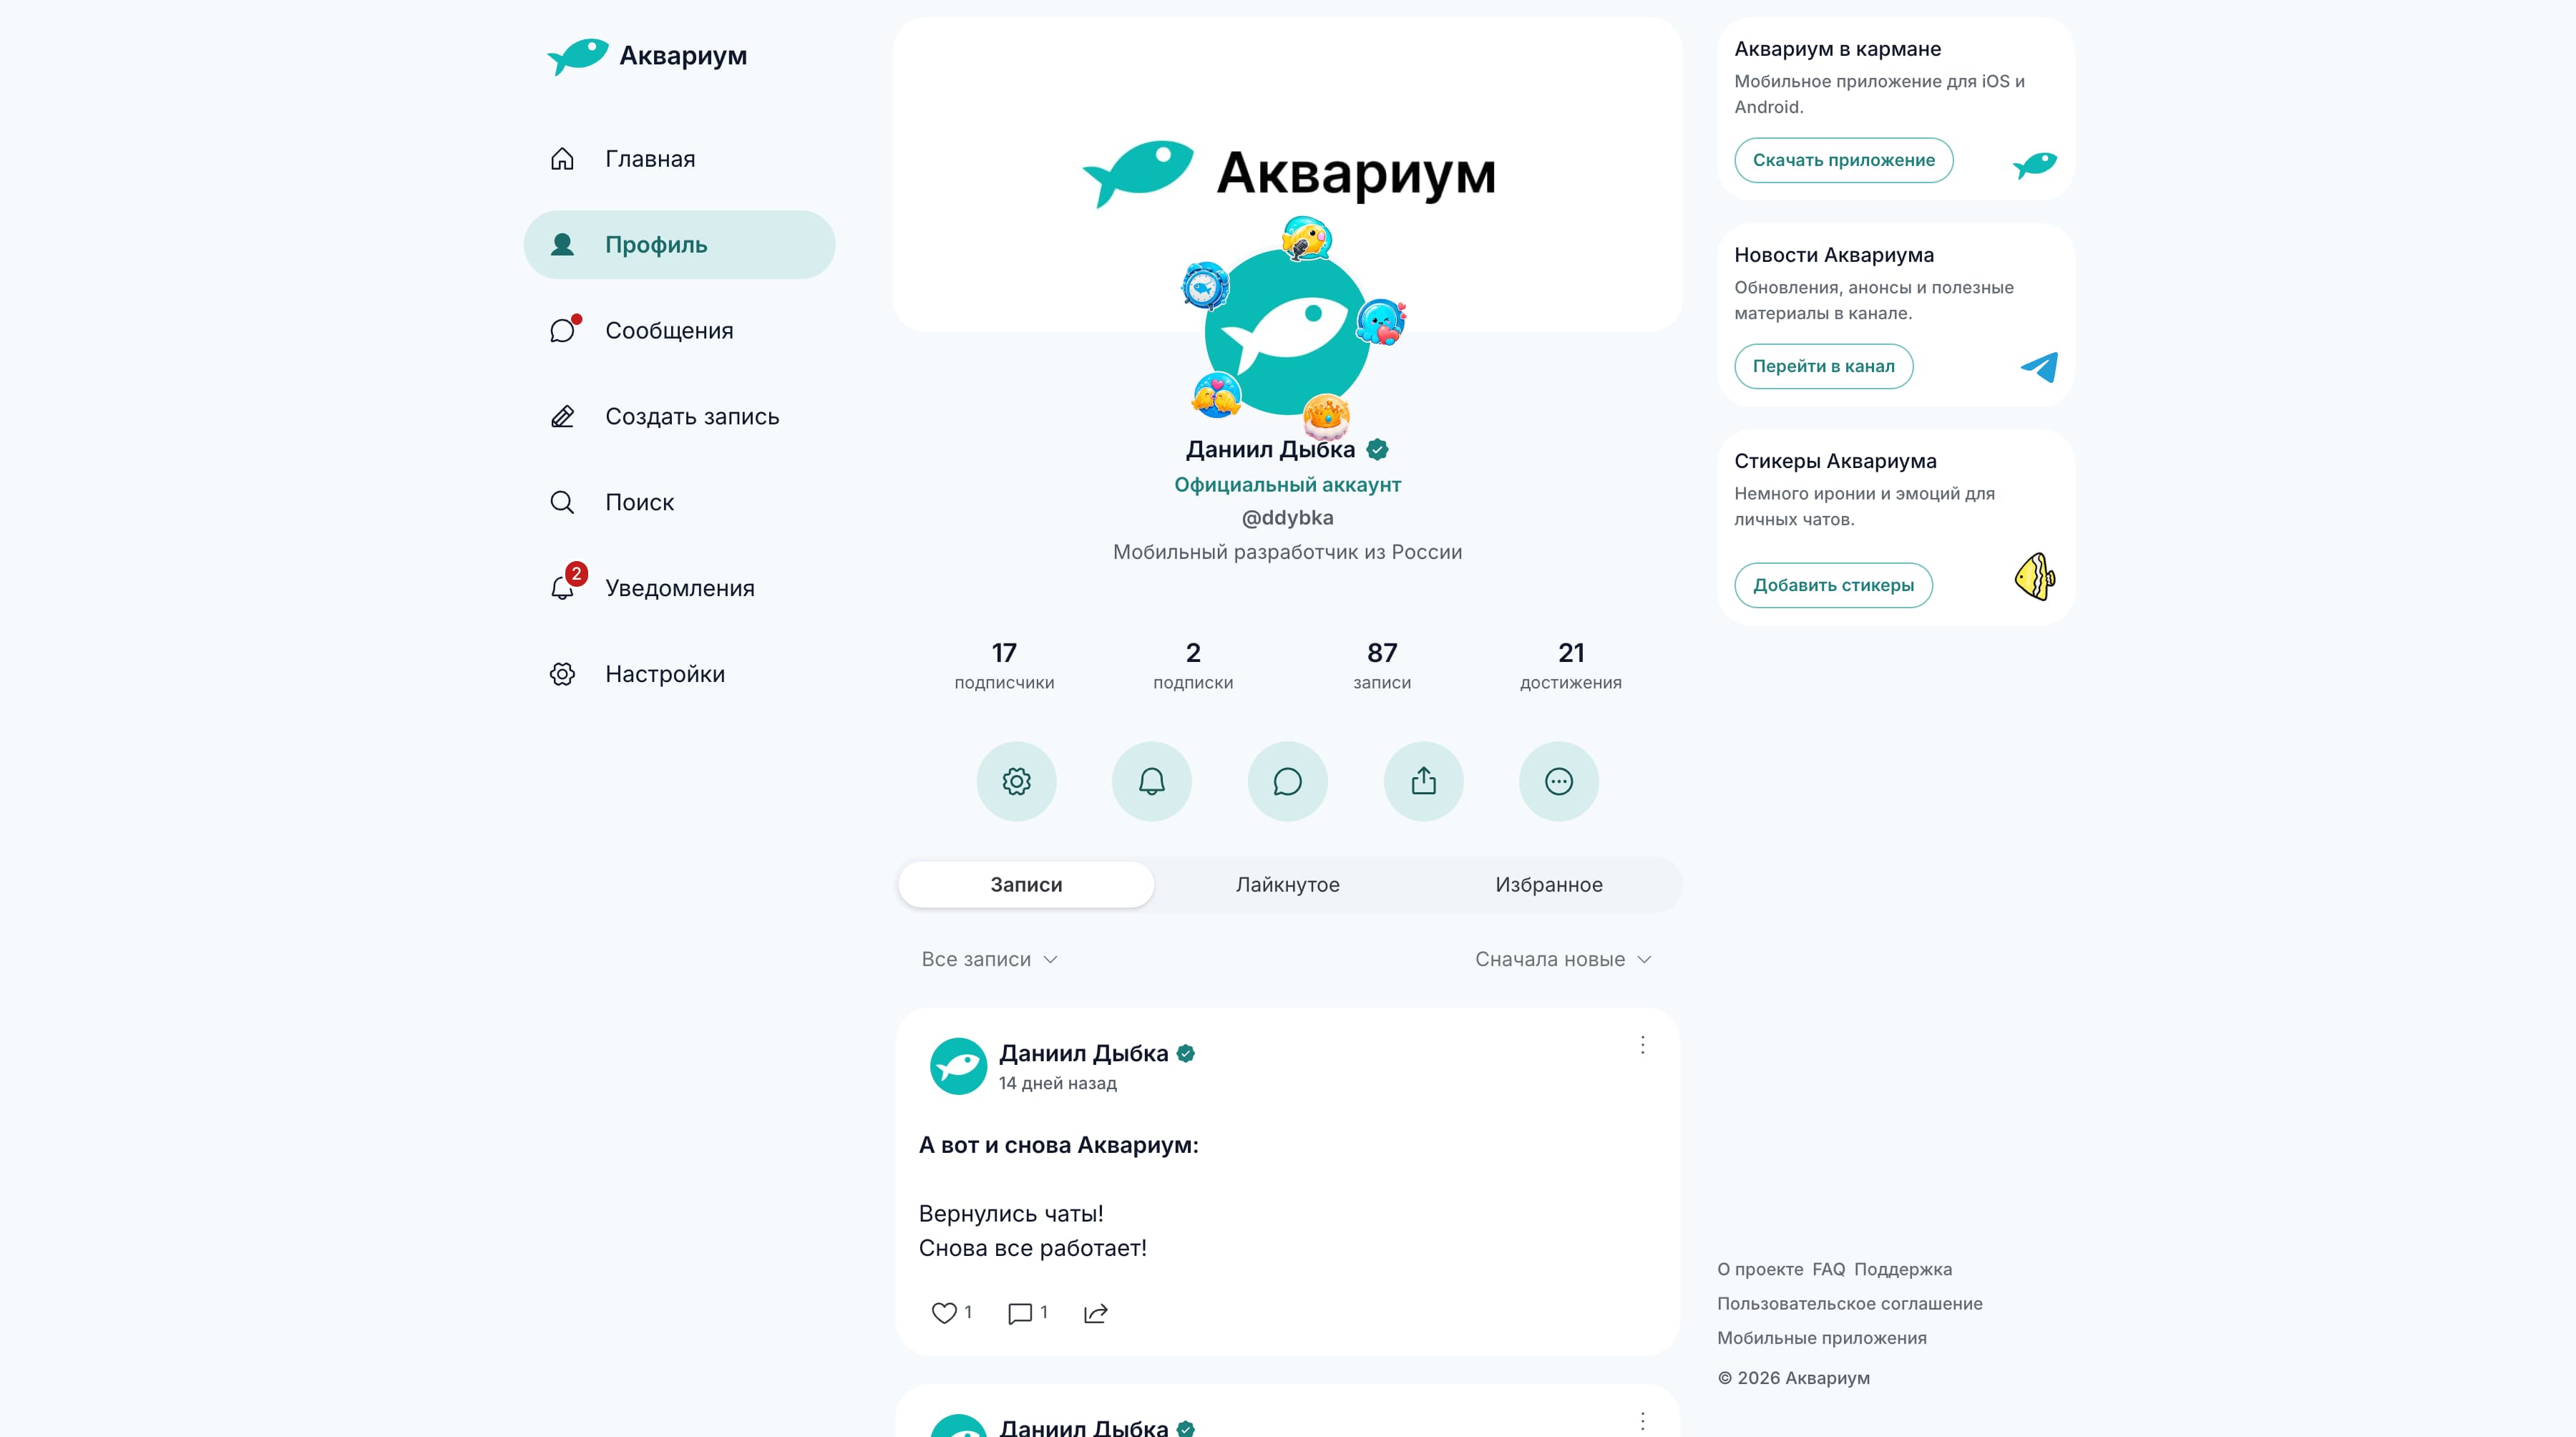 Аквариум
Главная
Профиль
Сообщения
Создать запись
Поиск
2
Уведомления
Настройки
Аквариум
Даниил Дыбка
Официальный аккаунт
@ddybka
Мобильный разработчик из России
17
подписчики
2
подписки
87
записи
21
достижения
Записи
Лайкнутое
Избранное
Все записи
Сначала новые
Даниил Дыбка
14 дней назад
А вот и снова Аквариум:
Вернулись чаты!
Снова все работает!
1
1
Даниил Дыбка
Аквариум в кармане
Мобильное приложение для iOS и
Android.
Скачать приложение
Новости Аквариума
Обновления, анонсы и полезные
материалы в канале.
Перейти в канал
Стикеры Аквариума
Немного иронии и эмоций для
личных чатов.
Добавить стикеры
О проекте FAQ Поддержка
Пользовательское соглашение
Мобильные приложения
© 2026 Аквариум